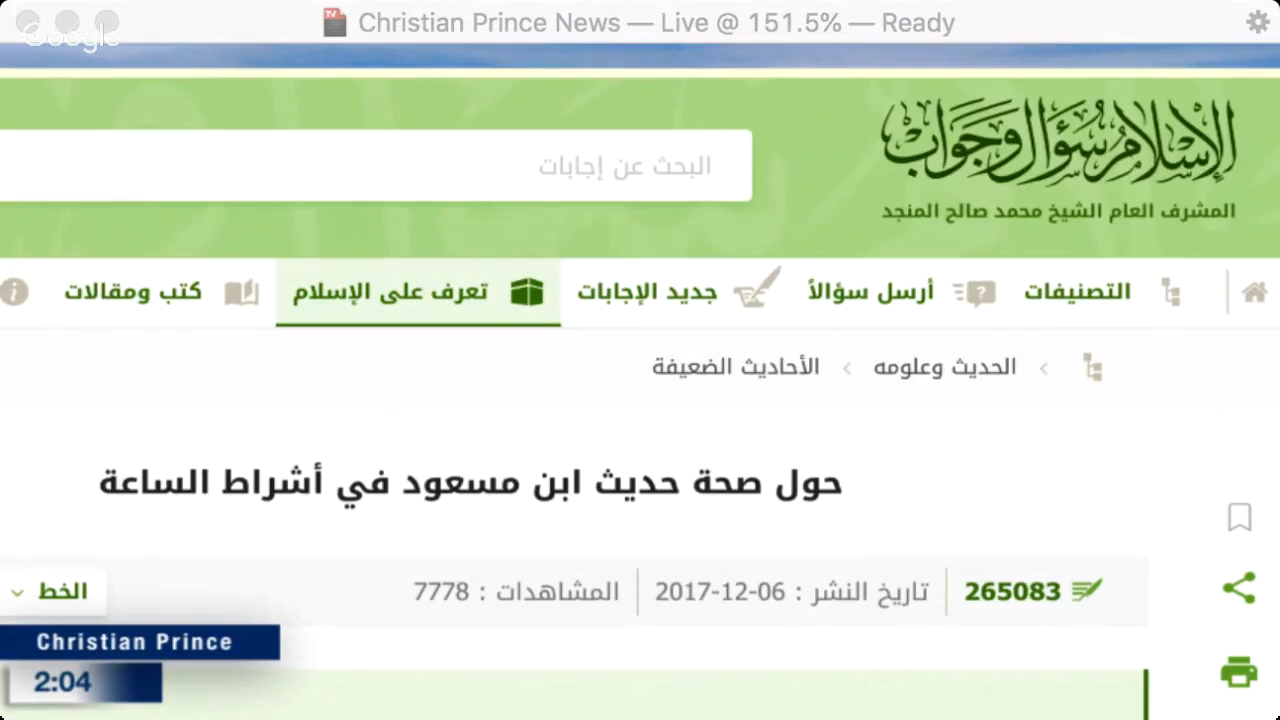 Christian Prince News — Live @ 151.5% — Ready
Google
الإسلام سؤال وجواب
البحث عن إجابات
المشرف العام الشيخ محمد صالح المنجد
التصنيفات أرسل سؤالاً جديد الإجابات تعرف على الإسلام كتب ومقالات
الحديث وعلومه › الأحاديث الضعيفة
حول صحة حديث ابن مسعود في أشراط الساعة
265083 تاريخ النشر : 06-12-2017 المشاهدات : 7778 الخط
Christian Prince
2:04